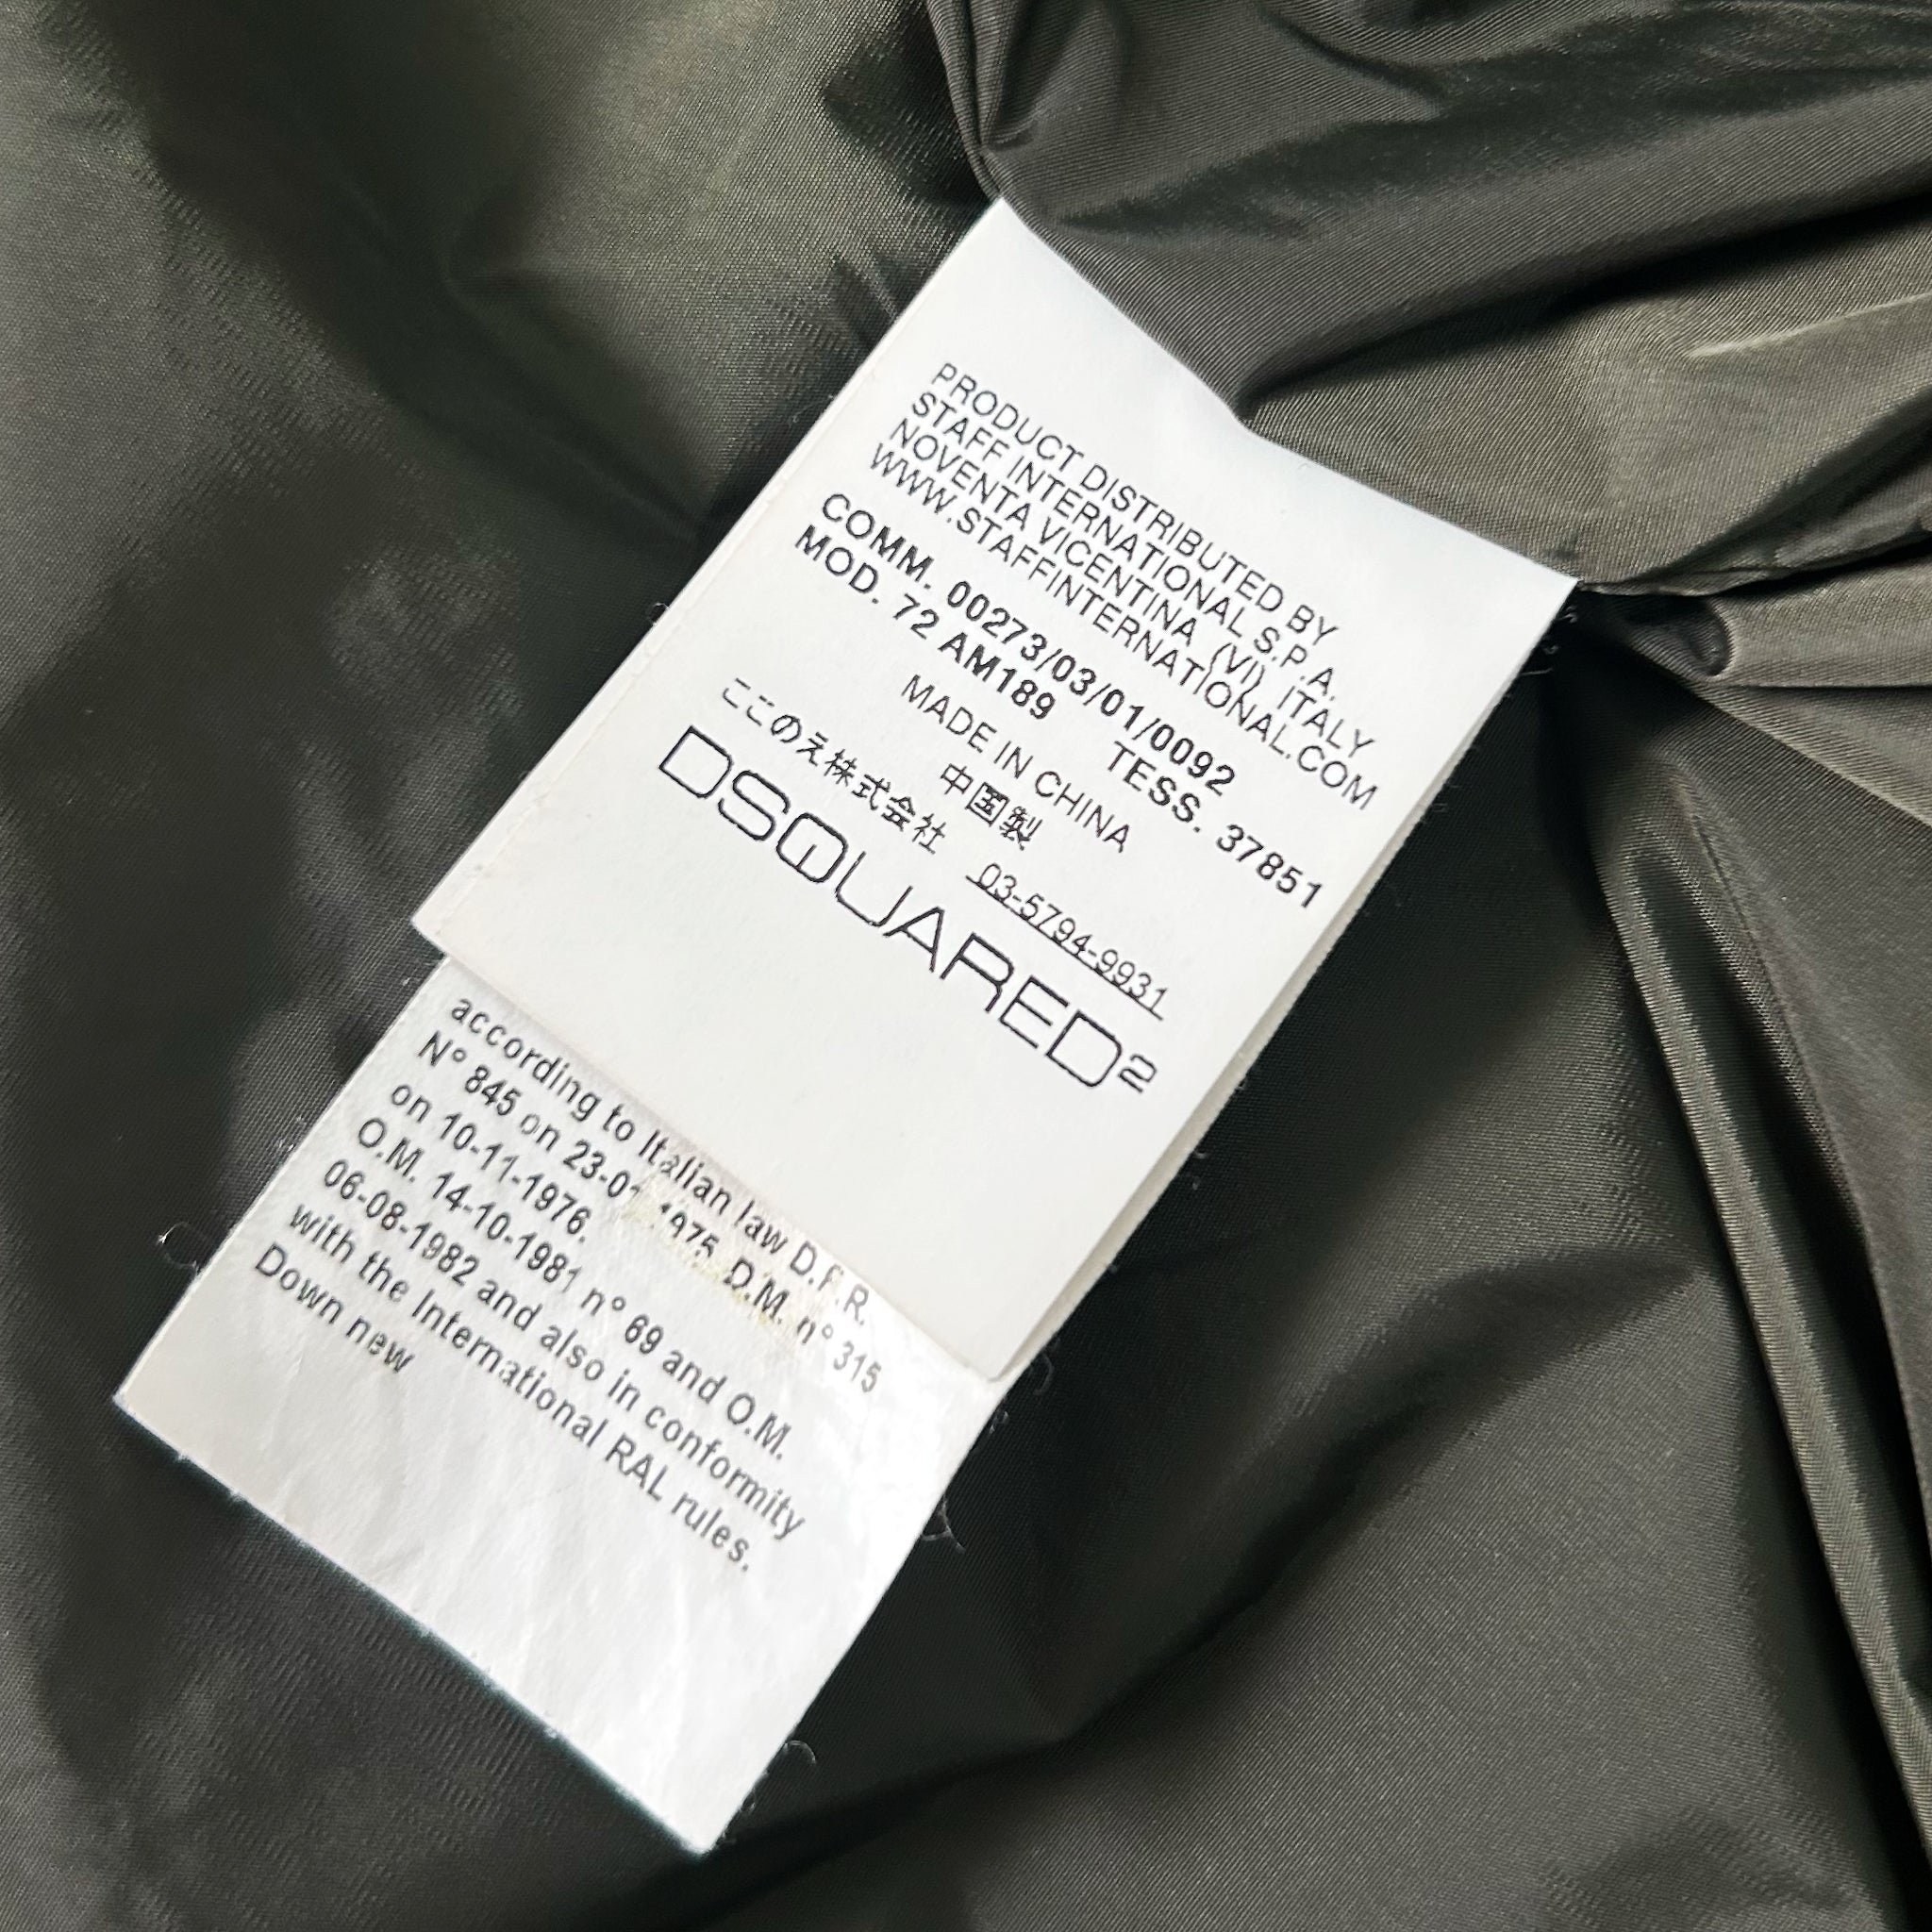 PRODUCT DISTRIBUTED BY
STAFF INTERNATIONAL S.P.A.
NOVENTA VICENTINA (VI) ITALY
WWW.STAFFINTERNATIONAL.COM
COMM. 00273/03/01/0092
MOD. 72 AM189 TESS. 37851
MADE IN CHINA
中国製
ここのえ株式会社 03-5794-9931
DSQUARED2
according to Italian law D.P.R.
N° 845 on 23-01-1975, D.M. n° 315
on 10-11-1976.
O.M. 14-10-1981 n° 69 and O.M.
06-08-1982 and also in conformity
with the International RAL rules.
Down new